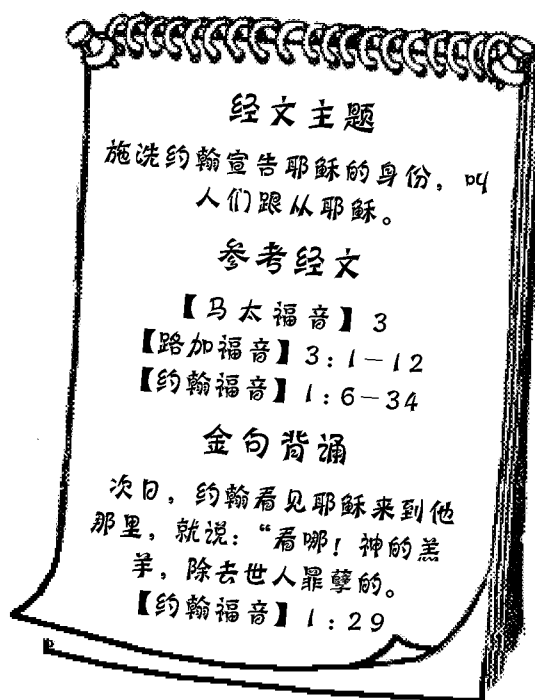 经文主题
施洗约翰宣告耶稣的身份，叫
人们跟从耶稣。
参考经文
【马太福音】3
【路加福音】3：1－12
【约翰福音】1：6－34
金句背诵
次日，约翰看见耶稣来到他
那里，就说：“看哪！神的羔
羊，除去世人罪孽的。
【约翰福音】1：29